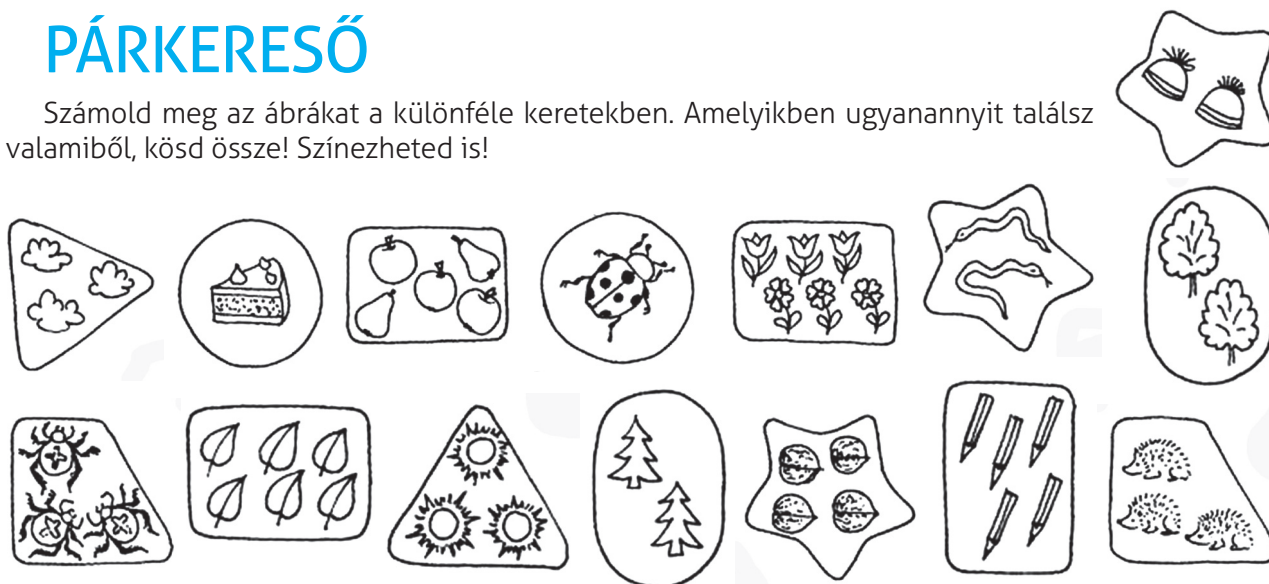 PÁRKERESŐ
Számold meg az ábrákat a különféle keretekben. Amelyikben ugyanannyit találsz
valamiből, kösd össze! Színezheted is!